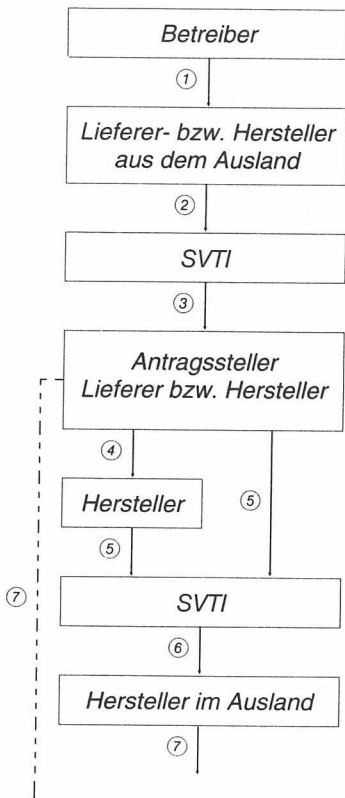 Betreiber
①
Lieferer- bzw. Hersteller
aus dem Ausland
②
SVTI
③
Antragssteller
Lieferer bzw. Hersteller
④
Hersteller
⑤
⑤
⑦
SVTI
⑥
Hersteller im Ausland
⑦